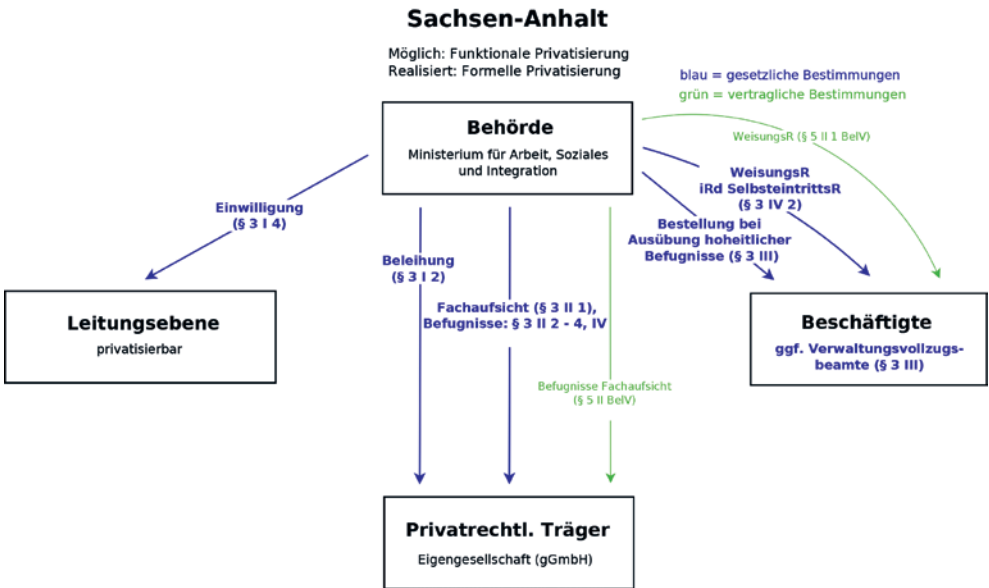 Sachsen-Anhalt
Möglich: Funktionale Privatisierung
Realisiert: Formelle Privatisierung
blau = gesetzliche Bestimmungen
grün = vertragliche Bestimmungen
Behörde
Ministerium für Arbeit, Soziales
und Integration
WeisungsR (§ 5 II 1 BelV)
WeisungsR
iRd SelbsteintrittsR
(§ 3 IV 2)
Einwilligung
(§ 3 I 4)
Bestellung bei
Ausübung hoheitlicher
Befugnisse (§ 3 III)
Beleihung
(§ 3 I 2)
Fachaufsicht (§ 3 II 1),
Befugnisse: § 3 II 2 - 4, IV
Leitungsebene
privatisierbar
Beschäftigte
ggf. Verwaltungsvollzugs-
beamte (§ 3 III)
Befugnisse Fachaufsicht
(§ 5 II BelV)
Privatrechtl. Träger
Eigengesellschaft (gGmbH)